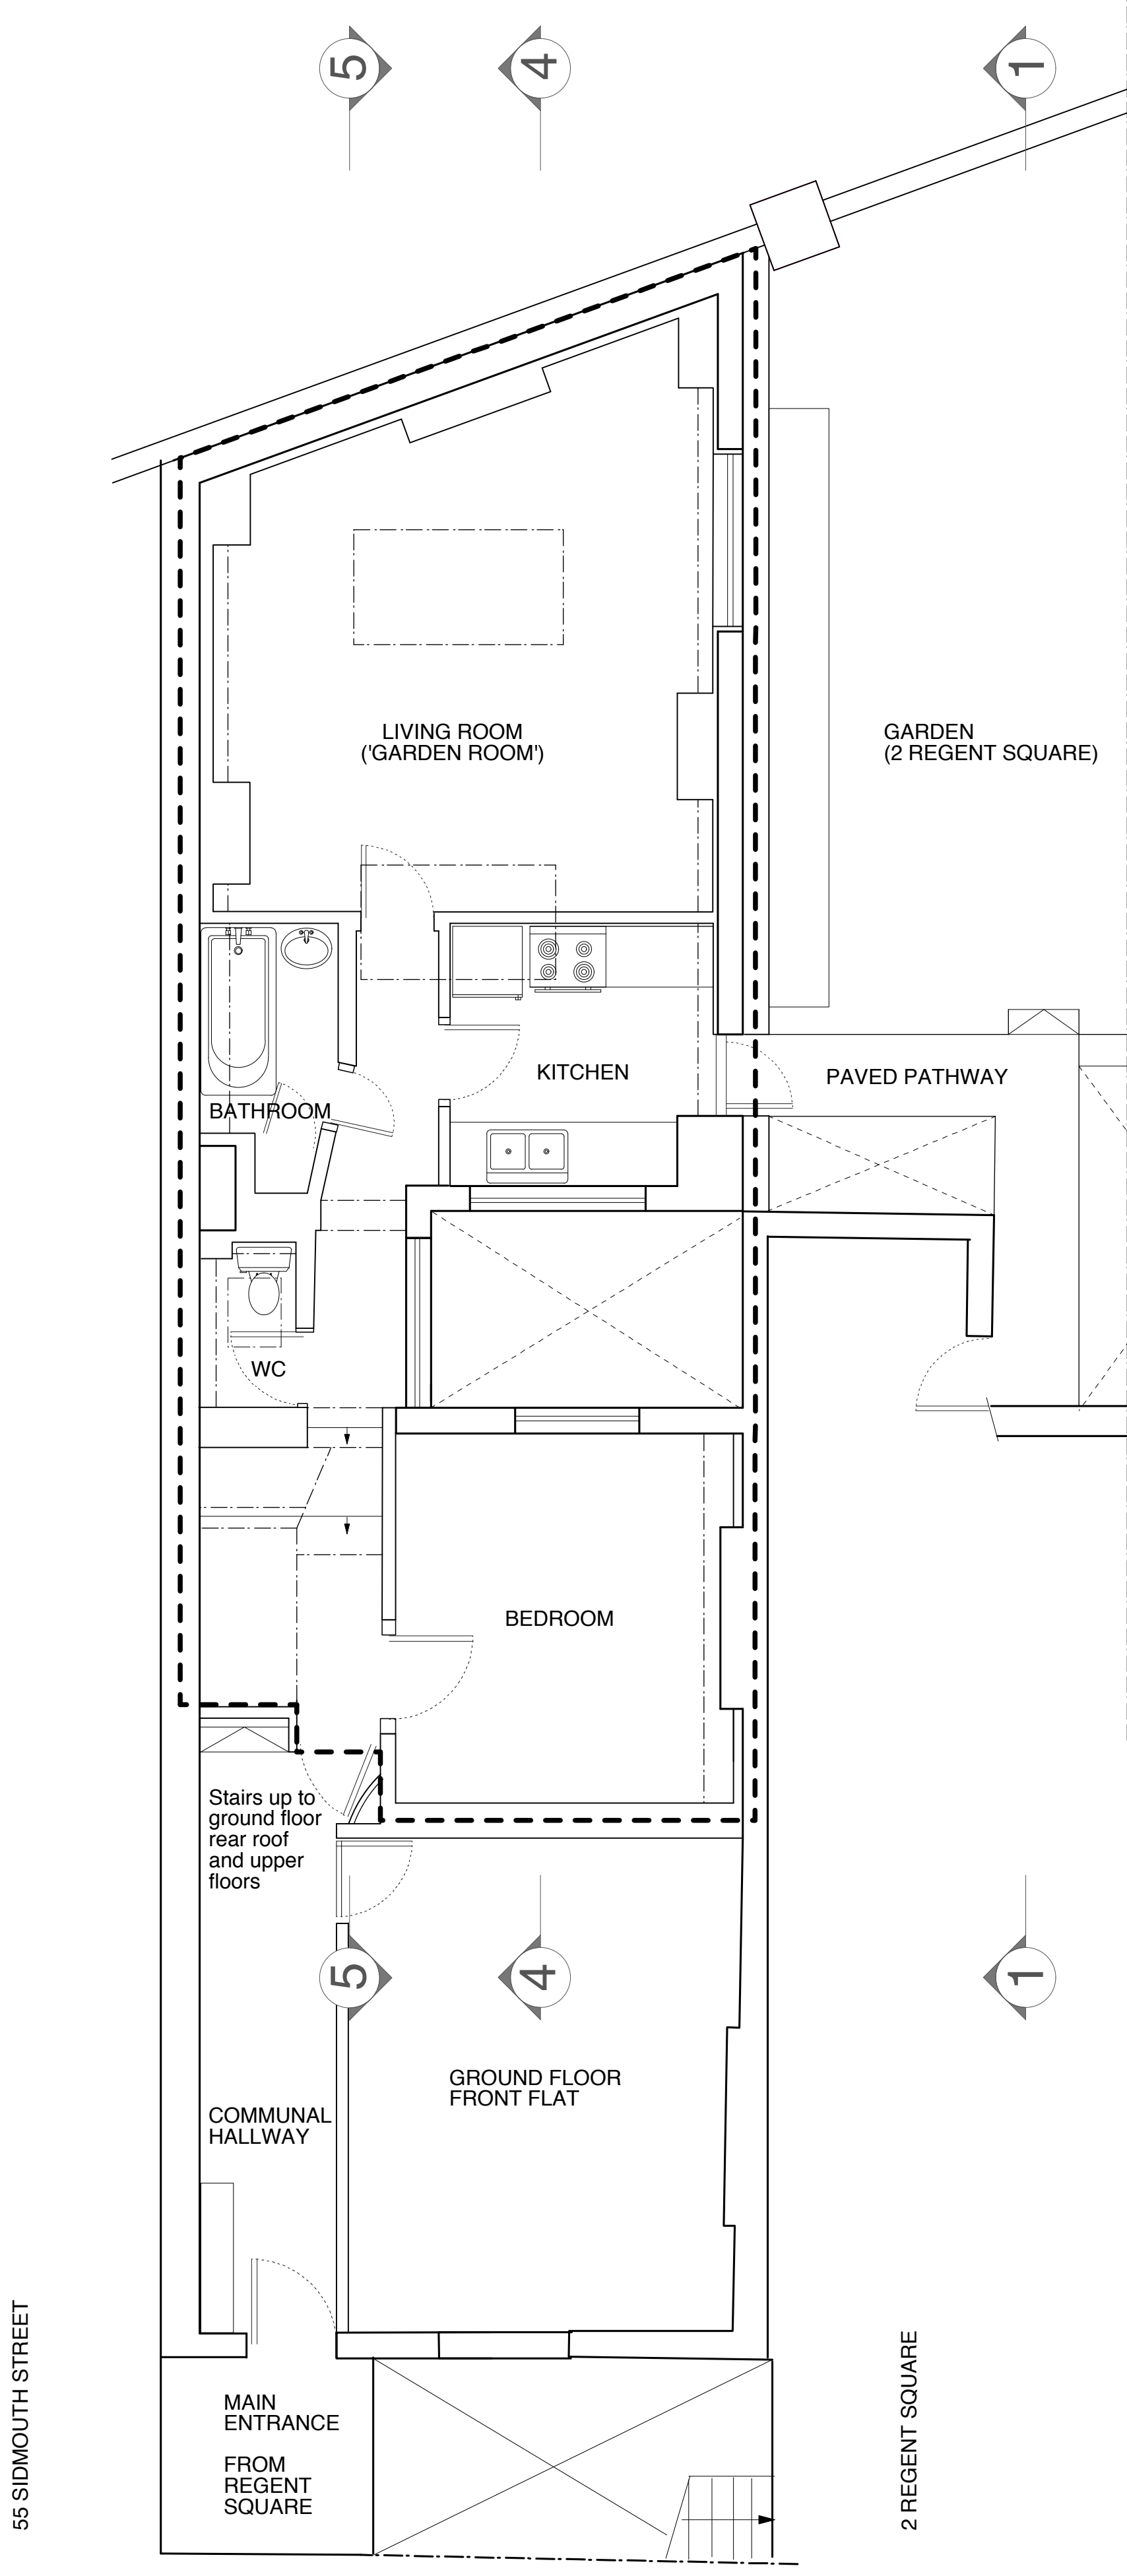 5
4
1
LIVING ROOM
('GARDEN ROOM')
GARDEN
(2 REGENT SQUARE)
KITCHEN
PAVED PATHWAY
BATHROOM
WC
BEDROOM
Stairs up to
ground floor
rear roof
and upper
floors
5
4
1
GROUND FLOOR
FRONT FLAT
COMMUNAL
HALLWAY
MAIN
ENTRANCE
FROM
REGENT
SQUARE
55 SIDMOUTH STREET
2 REGENT SQUARE